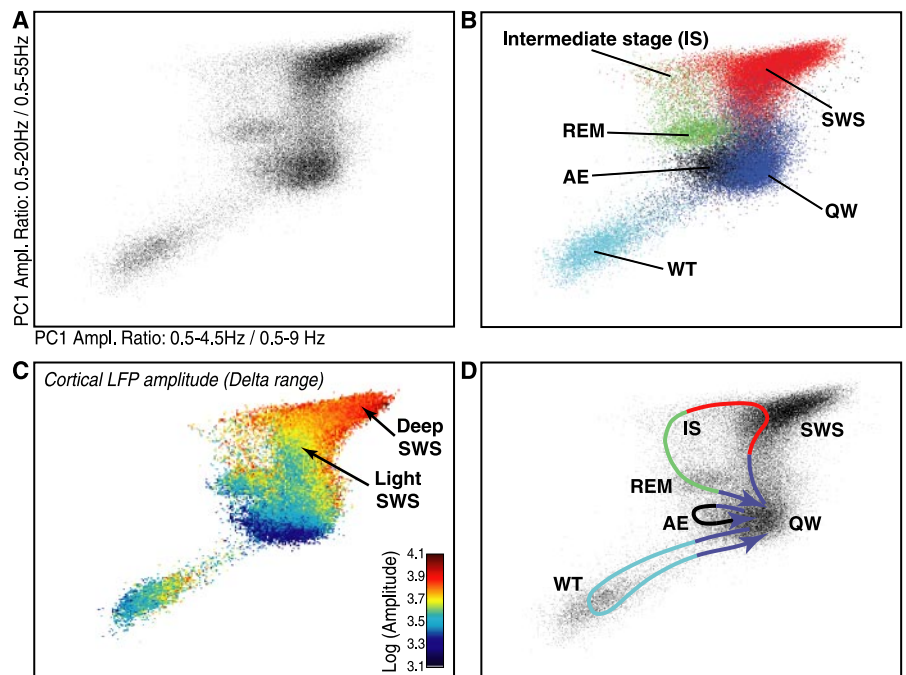 A
PC1 Ampl. Ratio: 0.5-20Hz / 0.5-55Hz
PC1 Ampl. Ratio: 0.5-4.5Hz / 0.5-9 Hz
B
Intermediate stage (IS)
SWS
REM
AE
QW
WT
C
Cortical LFP amplitude (Delta range)
Deep
SWS
Light
SWS
Log (Amplitude)
4.1
3.9
3.7
3.5
3.3
3.1
D
IS
SWS
REM
AE
QW
WT